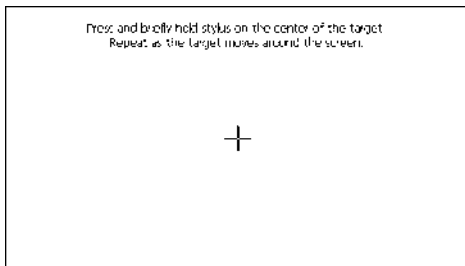 Press and briefly hold stylus on the center of the target
Repeat as the target moves around the screen.